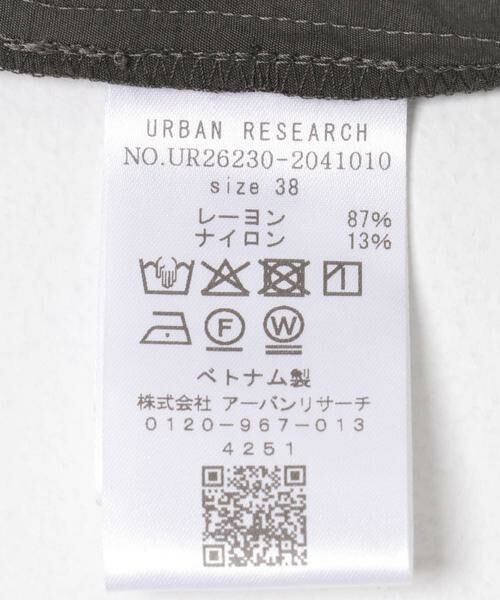 URBAN RESEARCH
NO.UR26230-2041010
size 38
レーヨン 87%
ナイロン 13%
F W
ベトナム製
株式会社 アーバンリサーチ
0120-967-013
4251